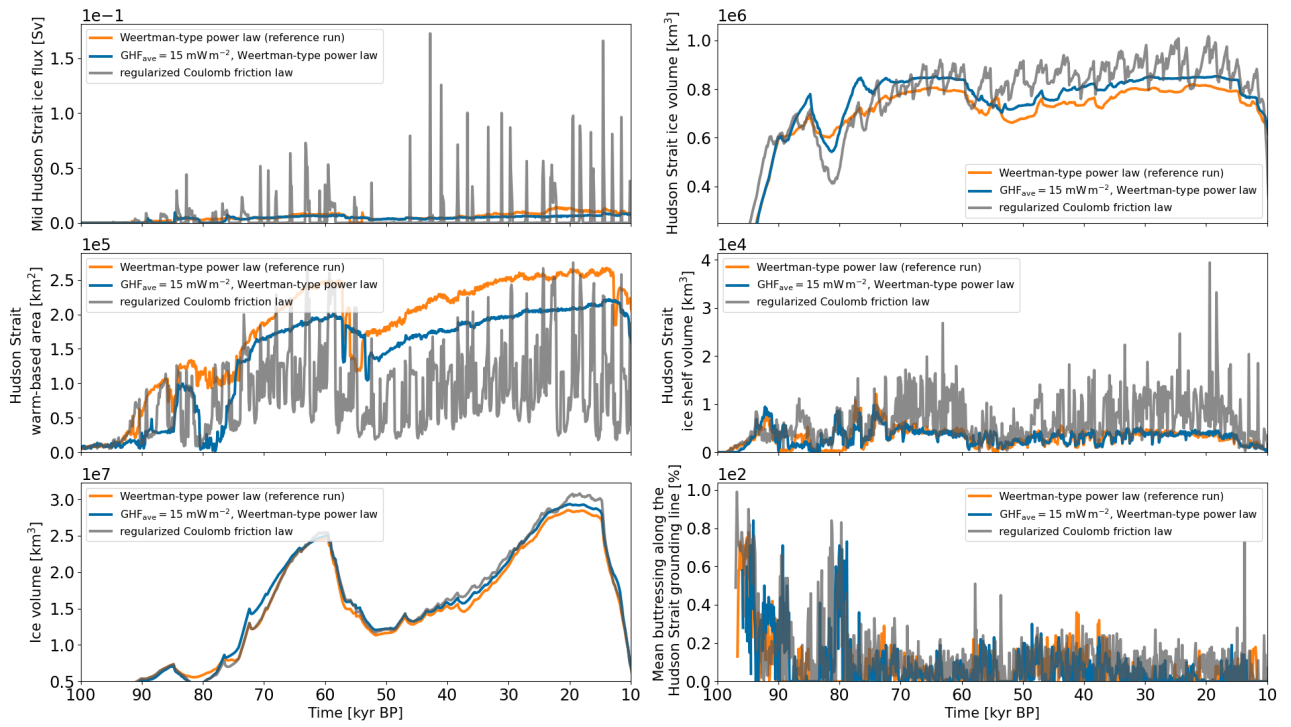 1e−1
Mid Hudson Strait ice flux [Sv]
1.5
1.0
0.5
0.0
Weertman-type power law (reference run)
GHF_ave = 15 mW m⁻², Weertman-type power law
regularized Coulomb friction law
1e6
Hudson Strait ice volume [km³]
1.0
0.8
0.6
0.4
Weertman-type power law (reference run)
GHF_ave = 15 mW m⁻², Weertman-type power law
regularized Coulomb friction law
1e5
Hudson Strait
warm-based area [km²]
2.5
2.0
1.5
1.0
0.5
0.0
Weertman-type power law (reference run)
GHF_ave = 15 mW m⁻², Weertman-type power law
regularized Coulomb friction law
1e4
Hudson Strait
ice shelf volume [km³]
4
3
2
1
0
Weertman-type power law (reference run)
GHF_ave = 15 mW m⁻², Weertman-type power law
regularized Coulomb friction law
1e7
Ice volume [km³]
3.0
2.5
2.0
1.5
1.0
0.5
Weertman-type power law (reference run)
GHF_ave = 15 mW m⁻², Weertman-type power law
regularized Coulomb friction law
100 90 80 70 60 50 40 30 20 10
Time [kyr BP]
1e2
Mean buttressing along the
Hudson Strait grounding line [%]
1.0
0.8
0.6
0.4
0.2
0.0
Weertman-type power law (reference run)
GHF_ave = 15 mW m⁻², Weertman-type power law
regularized Coulomb friction law
100 90 80 70 60 50 40 30 20 10
Time [kyr BP]